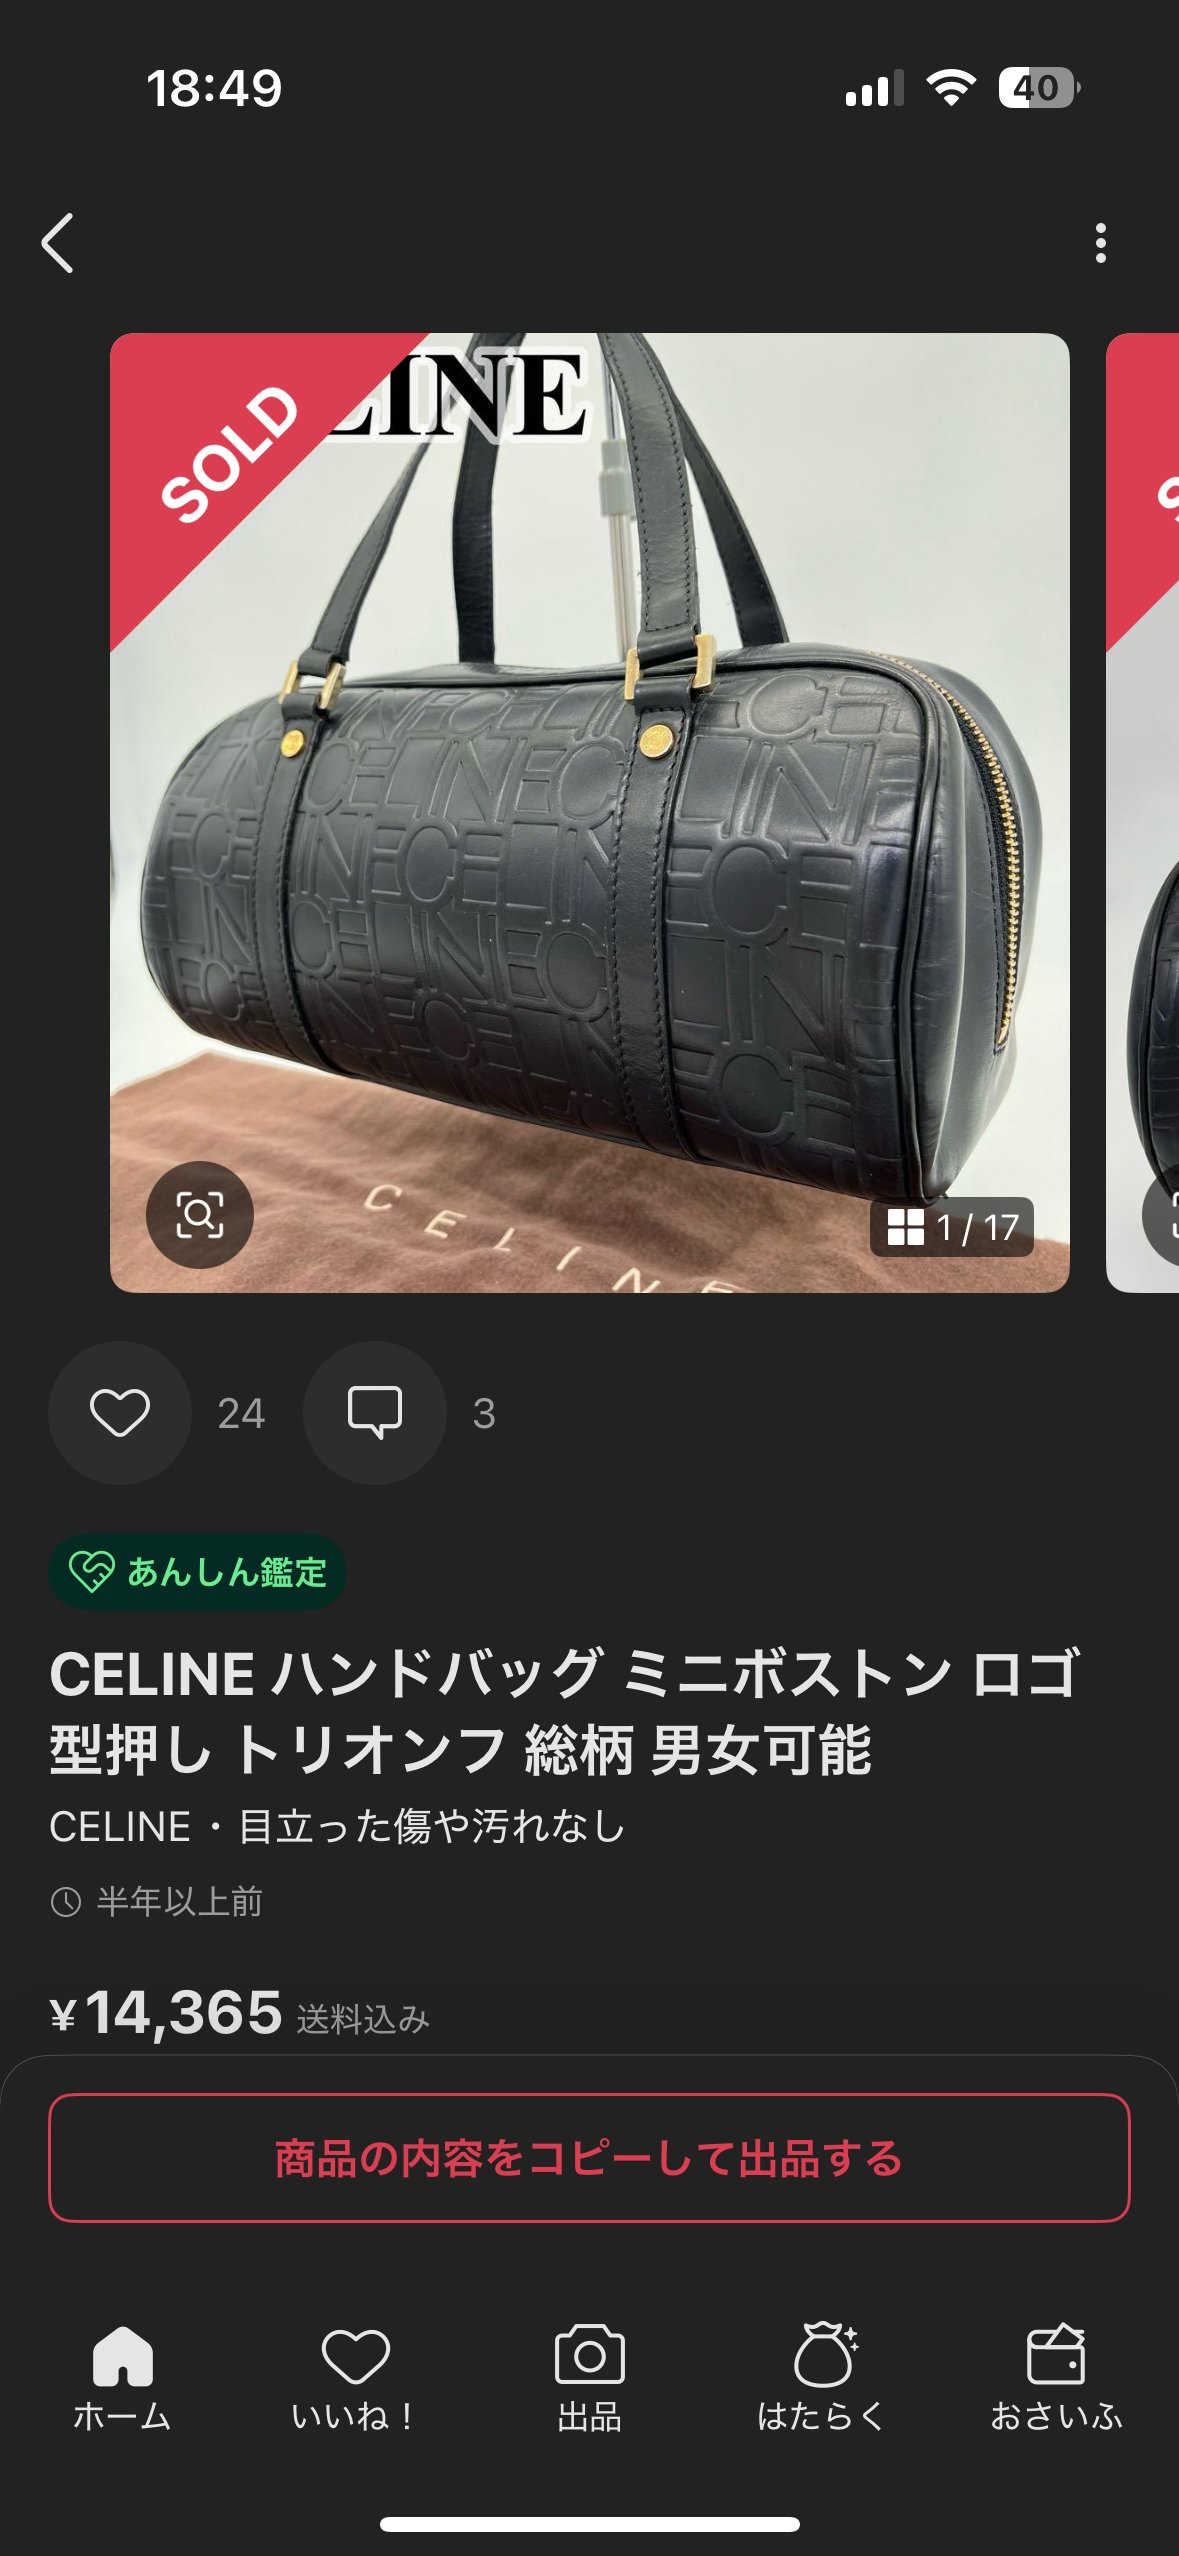 18:49
40
SOLD
LINE
CELINE
1 / 17
24
3
あんしん鑑定
CELINE ハンドバッグ ミニボストン ロゴ
型押し トリオンフ 総柄 男女可能
CELINE・目立った傷や汚れなし
半年以上前
¥14,365 送料込み
商品の内容をコピーして出品する
ホーム
いいね！
出品
はたらく
おさいふ